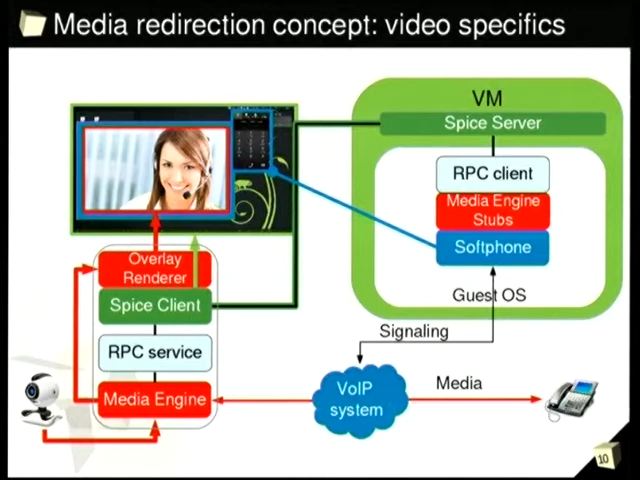 Media redirection concept: video specifics
VM
Spice Server
RPC client
Media Engine
Stubs
Softphone
Guest OS
Overlay
Renderer
Spice Client
RPC service
Media Engine
Signaling
VoIP
system
Media
10